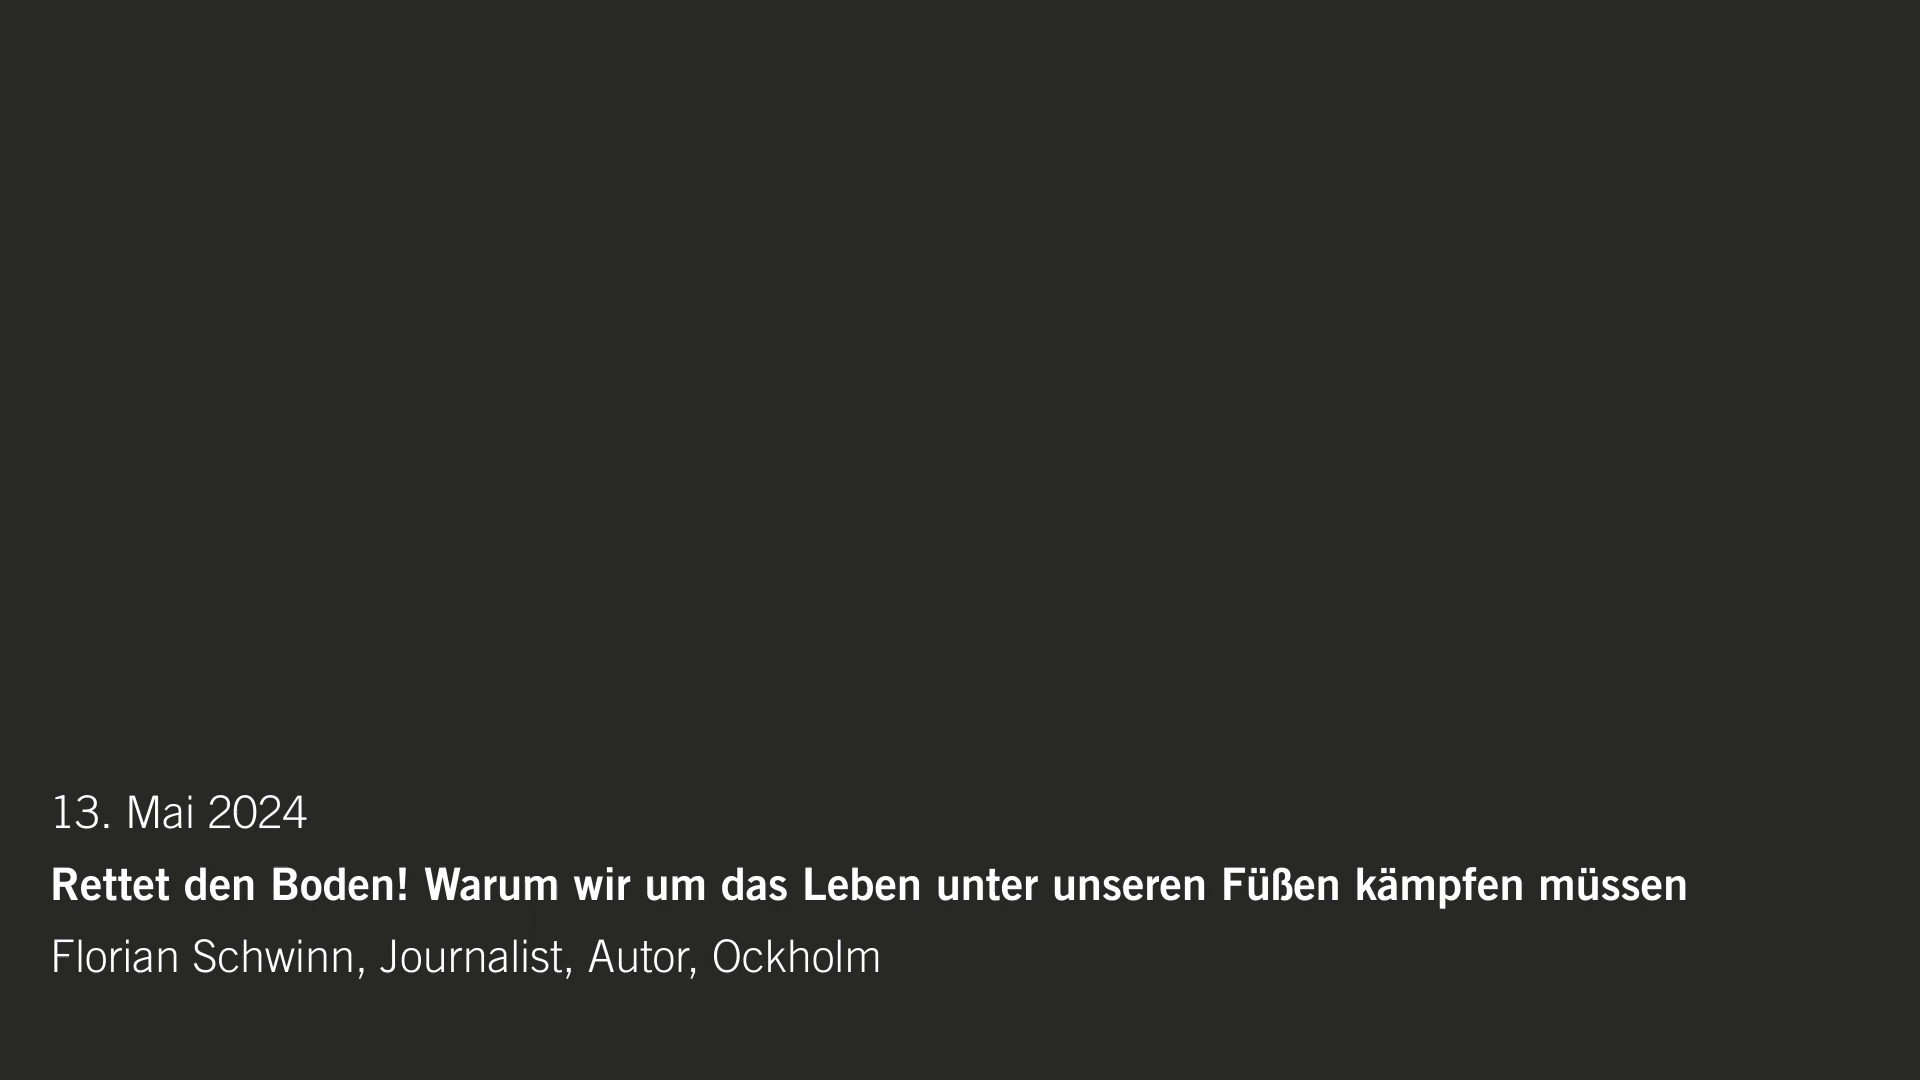 13. Mai 2024
Rettet den Boden! Warum wir um das Leben unter unseren Füßen kämpfen müssen
Florian Schwinn, Journalist, Autor, Ockholm